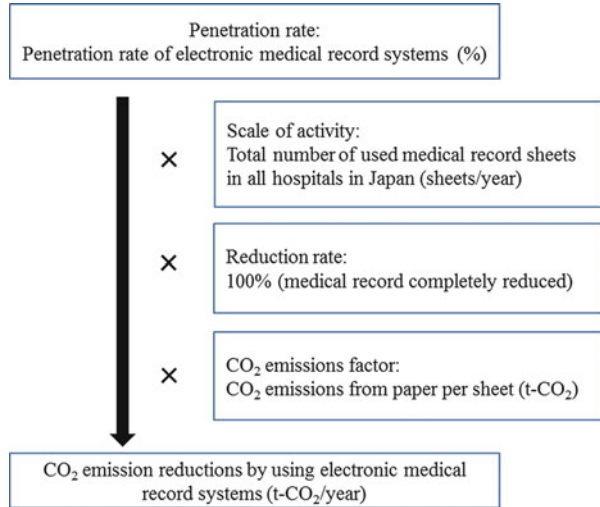 Penetration rate:
Penetration rate of electronic medical record systems (%)
×
Scale of activity:
Total number of used medical record sheets
in all hospitals in Japan (sheets/year)
×
Reduction rate:
100% (medical record completely reduced)
×
CO₂ emissions factor:
CO₂ emissions from paper per sheet (t-CO₂)
CO₂ emission reductions by using electronic medical
record systems (t-CO₂/year)